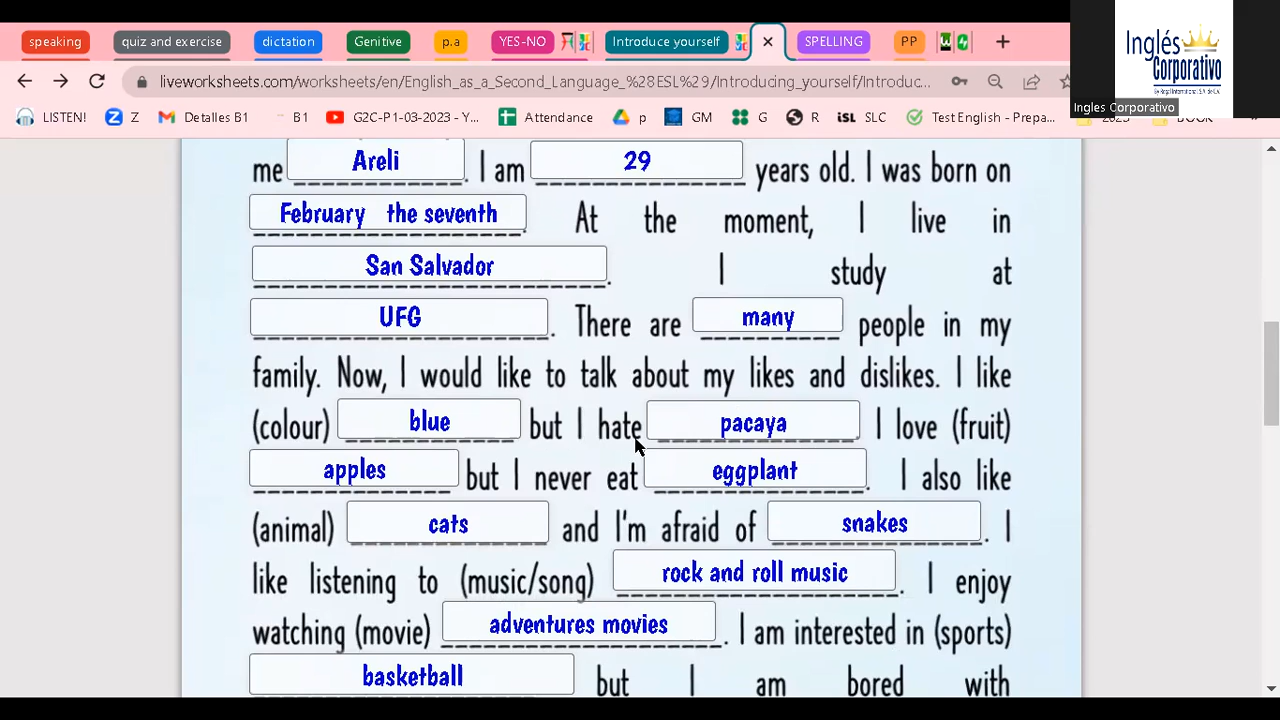 speaking quiz and exercise dictation Genitive p.a YES-NO Introduce yourself SPELLING PP
liveworksheets.com/worksheets/en/English_as_a_Second_Language_%28ESL%29/Introducing_yourself/Introduc...
LISTEN! Z Detalles B1 B1 G2C-P1-03-2023- Y... Attendance p GM G R iSL SLC Test English - Prepa...
Inglés
Corporativo
Ingles Corporativo
me Areli. I am 29 years old. I was born on
February the seventh. At the moment, I live in
San Salvador. I study at
UFG. There are many people in my
family. Now, I would like to talk about my likes and dislikes. I like
(colour) blue but I hate pacaya. I love (fruit)
apples but I never eat eggplant. I also like
(animal) cats and I'm afraid of snakes. I
like listening to (music/song) rock and roll music. I enjoy
watching (movie) adventures movies. I am interested in (sports)
basketball but I am bored with